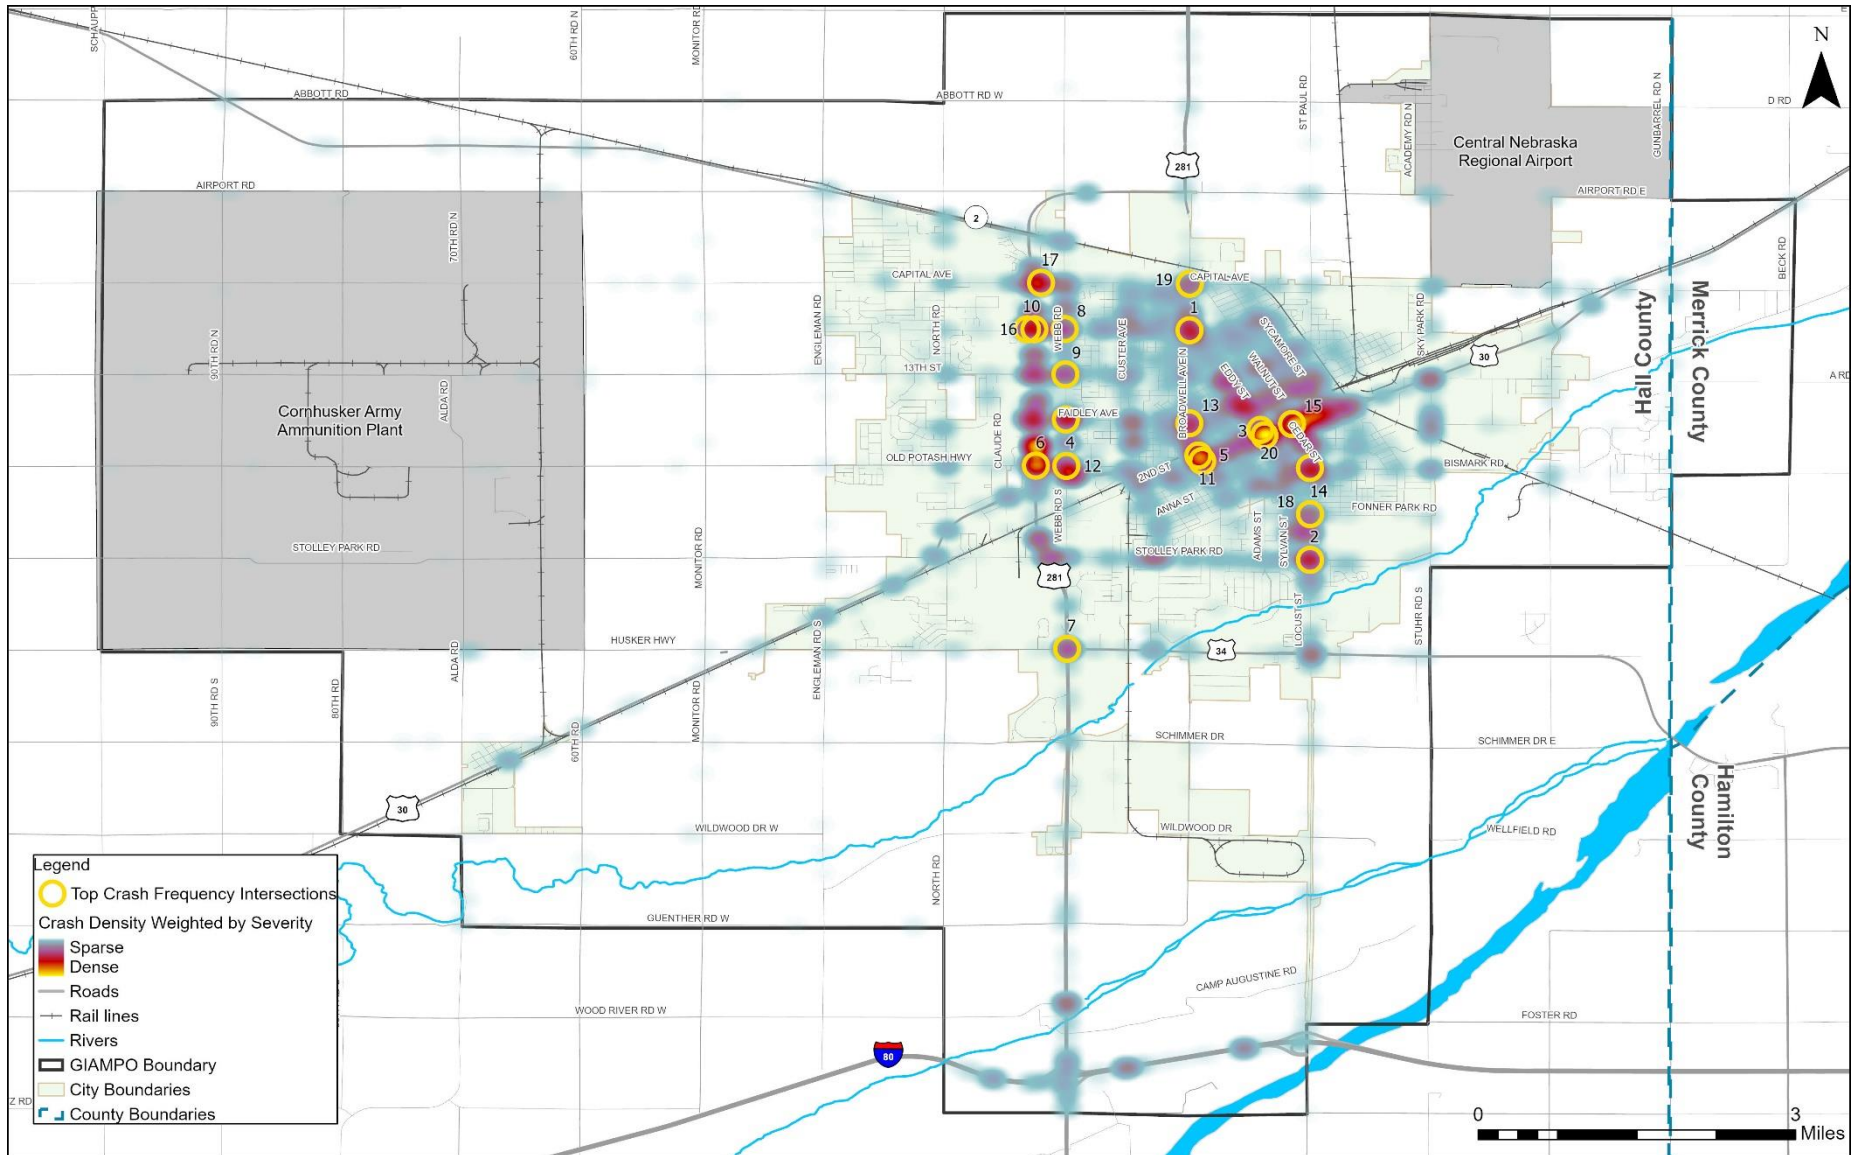 SCHAUPP
60TH RD N
MONITOR RD
N
ABBOTT RD
ABBOTT RD W
ST PAUL RD
ACADEMY RD N
GUNBARREL RD N
D RD
Central Nebraska
Regional Airport
281
AIRPORT RD
AIRPORT RD E
2
70TH RD N
BECK RD
CAPITAL AVE
17
19
CAPITAL AVE
ENGLEMAN RD
NORTH RD
10
16
WEBB RD
8
1
CUSTER AVE
BROADWELL AVE N
SYCAMORE ST
WALNUT ST
EDDY ST
SKY PARK RD
30
Hall County
Merrick County
90TH RD N
13TH ST
9
A RD
ALDA RD
Cornhusker Army
Ammunition Plant
CLAUDE RD
FAIDLEY AVE
13
15
3
20
CEDAR ST
6
4
OLD POTASH HWY
12
5
11
2ND ST
BISMARK RD
14
ANNA ST
18
FONNER PARK RD
WEBB RD S
ADAMS ST
SYLVAN ST
2
STOLLEY PARK RD
STOLLEY PARK RD
MONITOR RD
281
LOCUST ST
STUHR RD S
7
HUSKER HWY
34
ALDA RD
ENGLEMAN RD S
90TH RD S
80TH RD
60TH RD
MONITOR RD
SCHIMMER DR
SCHIMMER DR E
Hamilton
County
30
WILDWOOD DR W
WILDWOOD DR
WELLFIELD RD
NORTH RD
GUENTHER RD W
CAMP AUGUSTINE RD
WOOD RIVER RD W
FOSTER RD
80
Z RD
Legend
Top Crash Frequency Intersections
Crash Density Weighted by Severity
Sparse
Dense
Roads
Rail lines
Rivers
GIAMPO Boundary
City Boundaries
County Boundaries
0 3
Miles